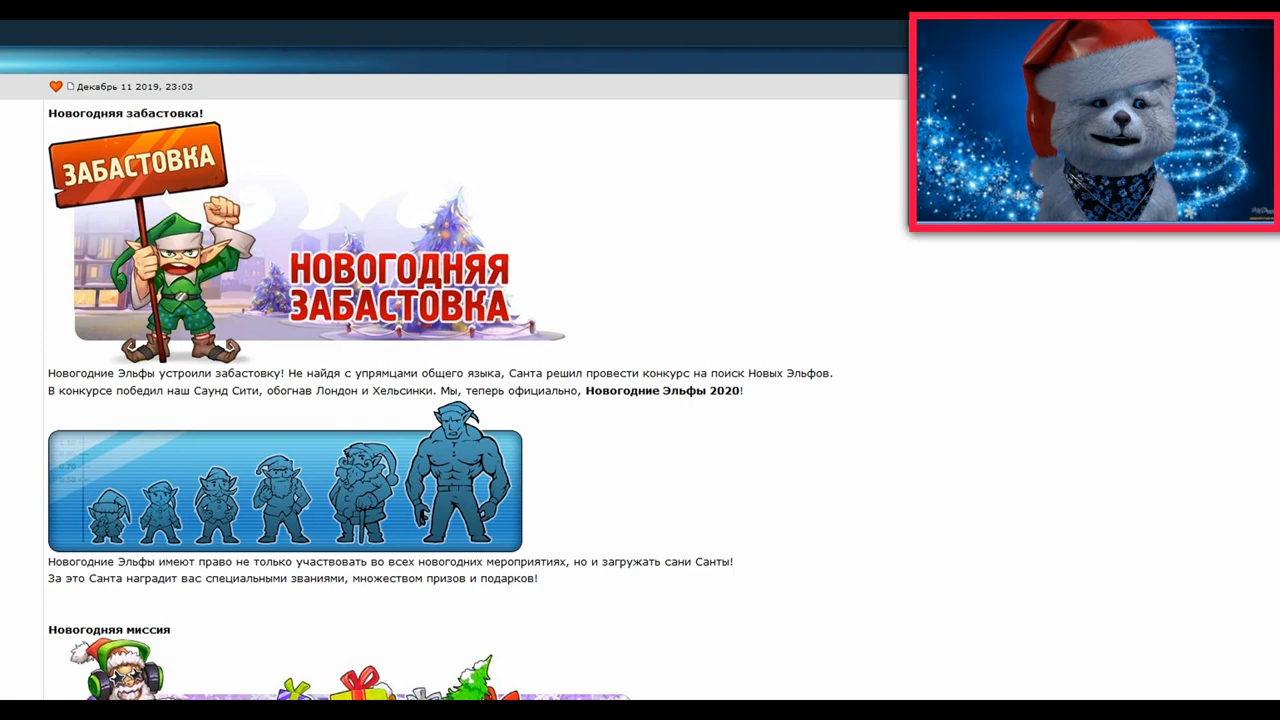 Декабрь 11 2019, 23:03
Новогодняя забастовка!
ЗАБАСТОВКА
НОВОГОДНЯЯ
ЗАБАСТОВКА
Новогодние Эльфы устроили забастовку! Не найдя с упрямцами общего языка, Санта решил провести конкурс на поиск Новых Эльфов.
В конкурсе победил наш Саунд Сити, обогнав Лондон и Хельсинки. Мы, теперь официально, Новогодние Эльфы 2020!
Новогодние Эльфы имеют право не только участвовать во всех новогодних мероприятиях, но и загружать сани Санты!
За это Санта наградит вас специальными званиями, множеством призов и подарков!
Новогодняя миссия